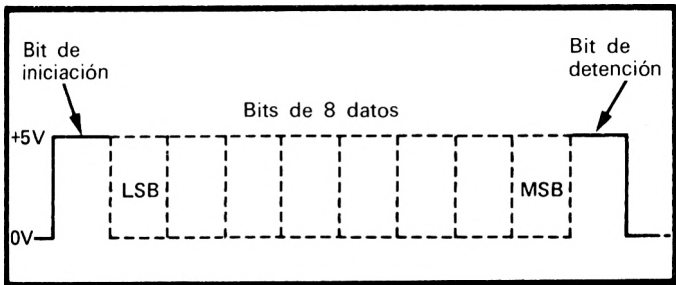 Bit de
iniciación
Bit de
detención
Bits de 8 datos
+5V
LSB
MSB
0V